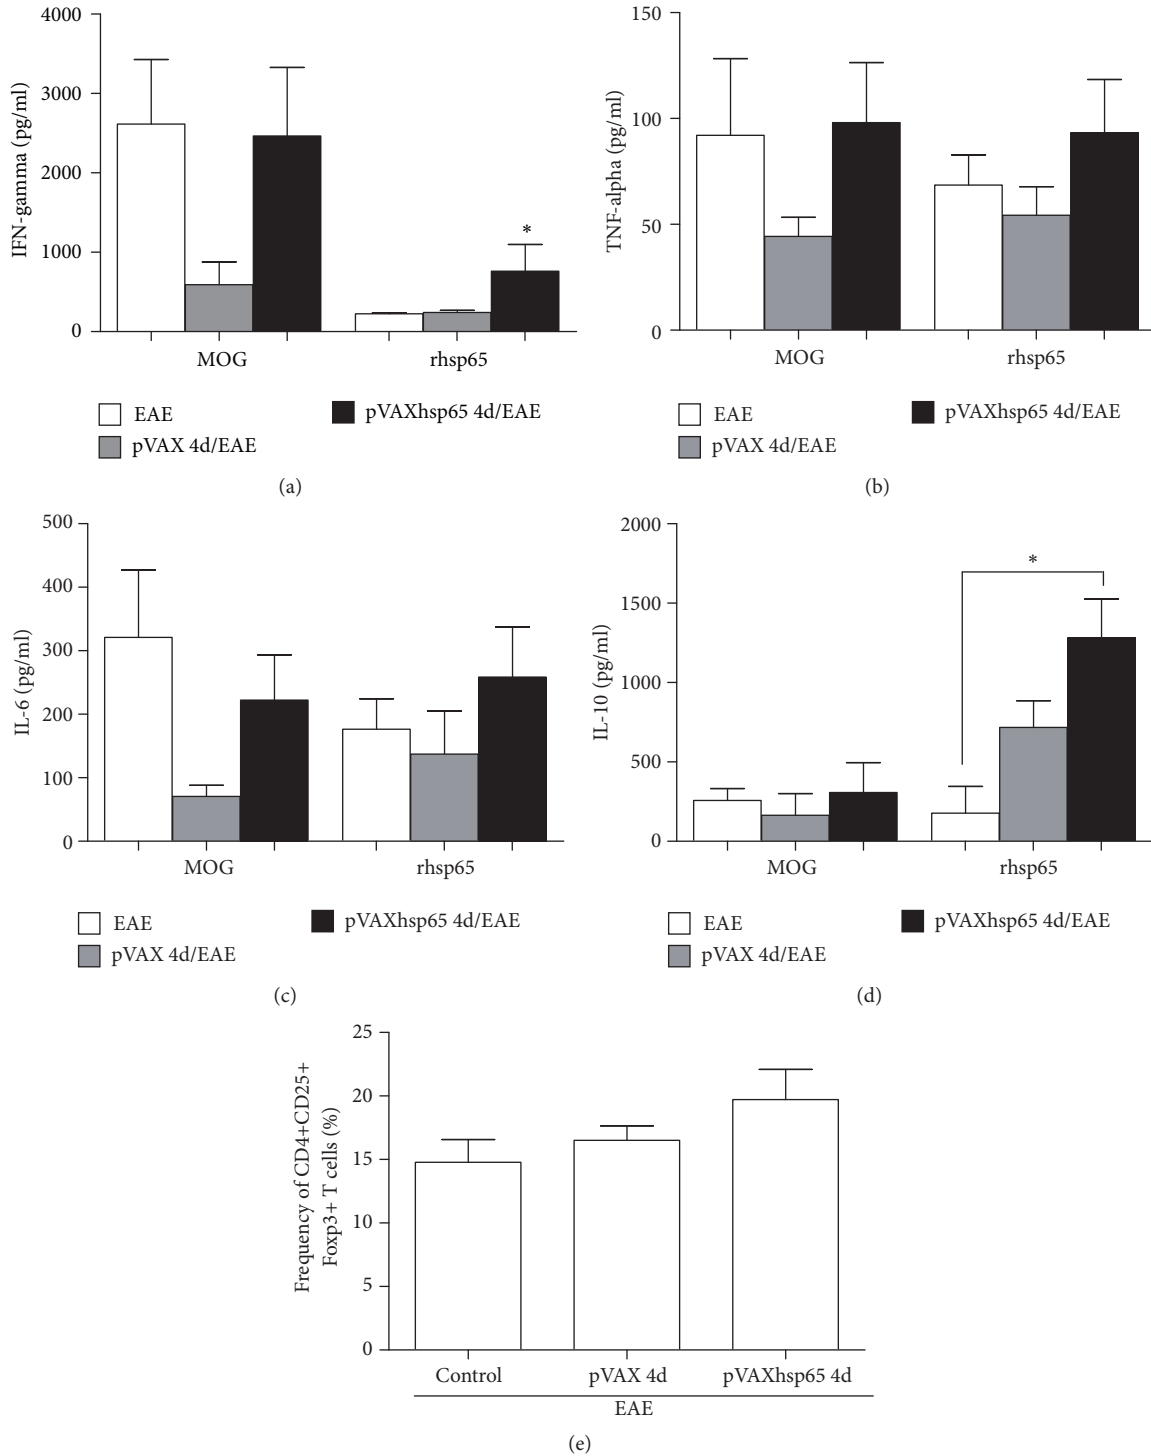 4000
3000
2000
1000
0
IFN-gamma (pg/ml)
*
MOG
rhsp65
EAE
pVAX 4d/EAE
pVAXhsp65 4d/EAE
(a)
150
100
50
0
TNF-alpha (pg/ml)
MOG
rhsp65
EAE
pVAX 4d/EAE
pVAXhsp65 4d/EAE
(b)
500
400
300
200
100
0
IL-6 (pg/ml)
MOG
rhsp65
EAE
pVAX 4d/EAE
pVAXhsp65 4d/EAE
(c)
2000
1500
1000
500
0
IL-10 (pg/ml)
*
MOG
rhsp65
EAE
pVAX 4d/EAE
pVAXhsp65 4d/EAE
(d)
25
20
15
10
5
0
Frequency of CD4+CD25+
Foxp3+ T cells (%)
Control
pVAX 4d
pVAXhsp65 4d
EAE
(e)